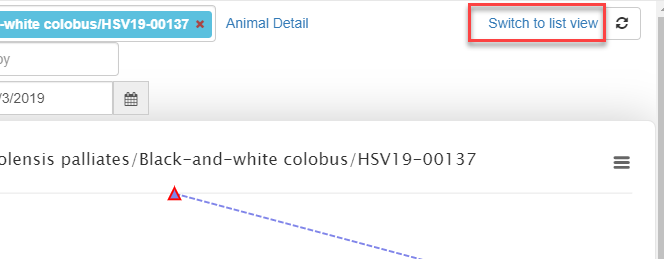 -white colobus/HSV19-00137 × Animal Detail Switch to list view
by
/3/2019
olensis palliates/Black-and-white colobus/HSV19-00137